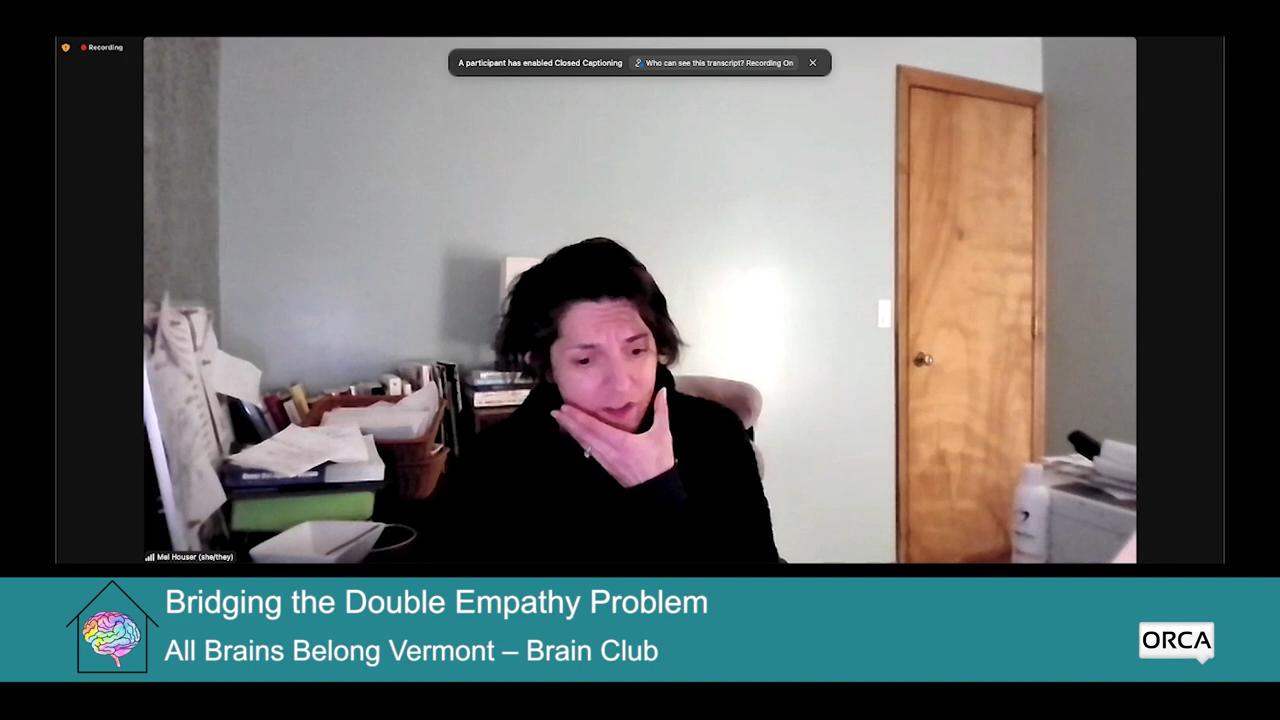 Recording
A participant has enabled Closed Captioning
Who can see this transcript? Recording On
Mel Houser (she/they)
Bridging the Double Empathy Problem
All Brains Belong Vermont – Brain Club
ORCA